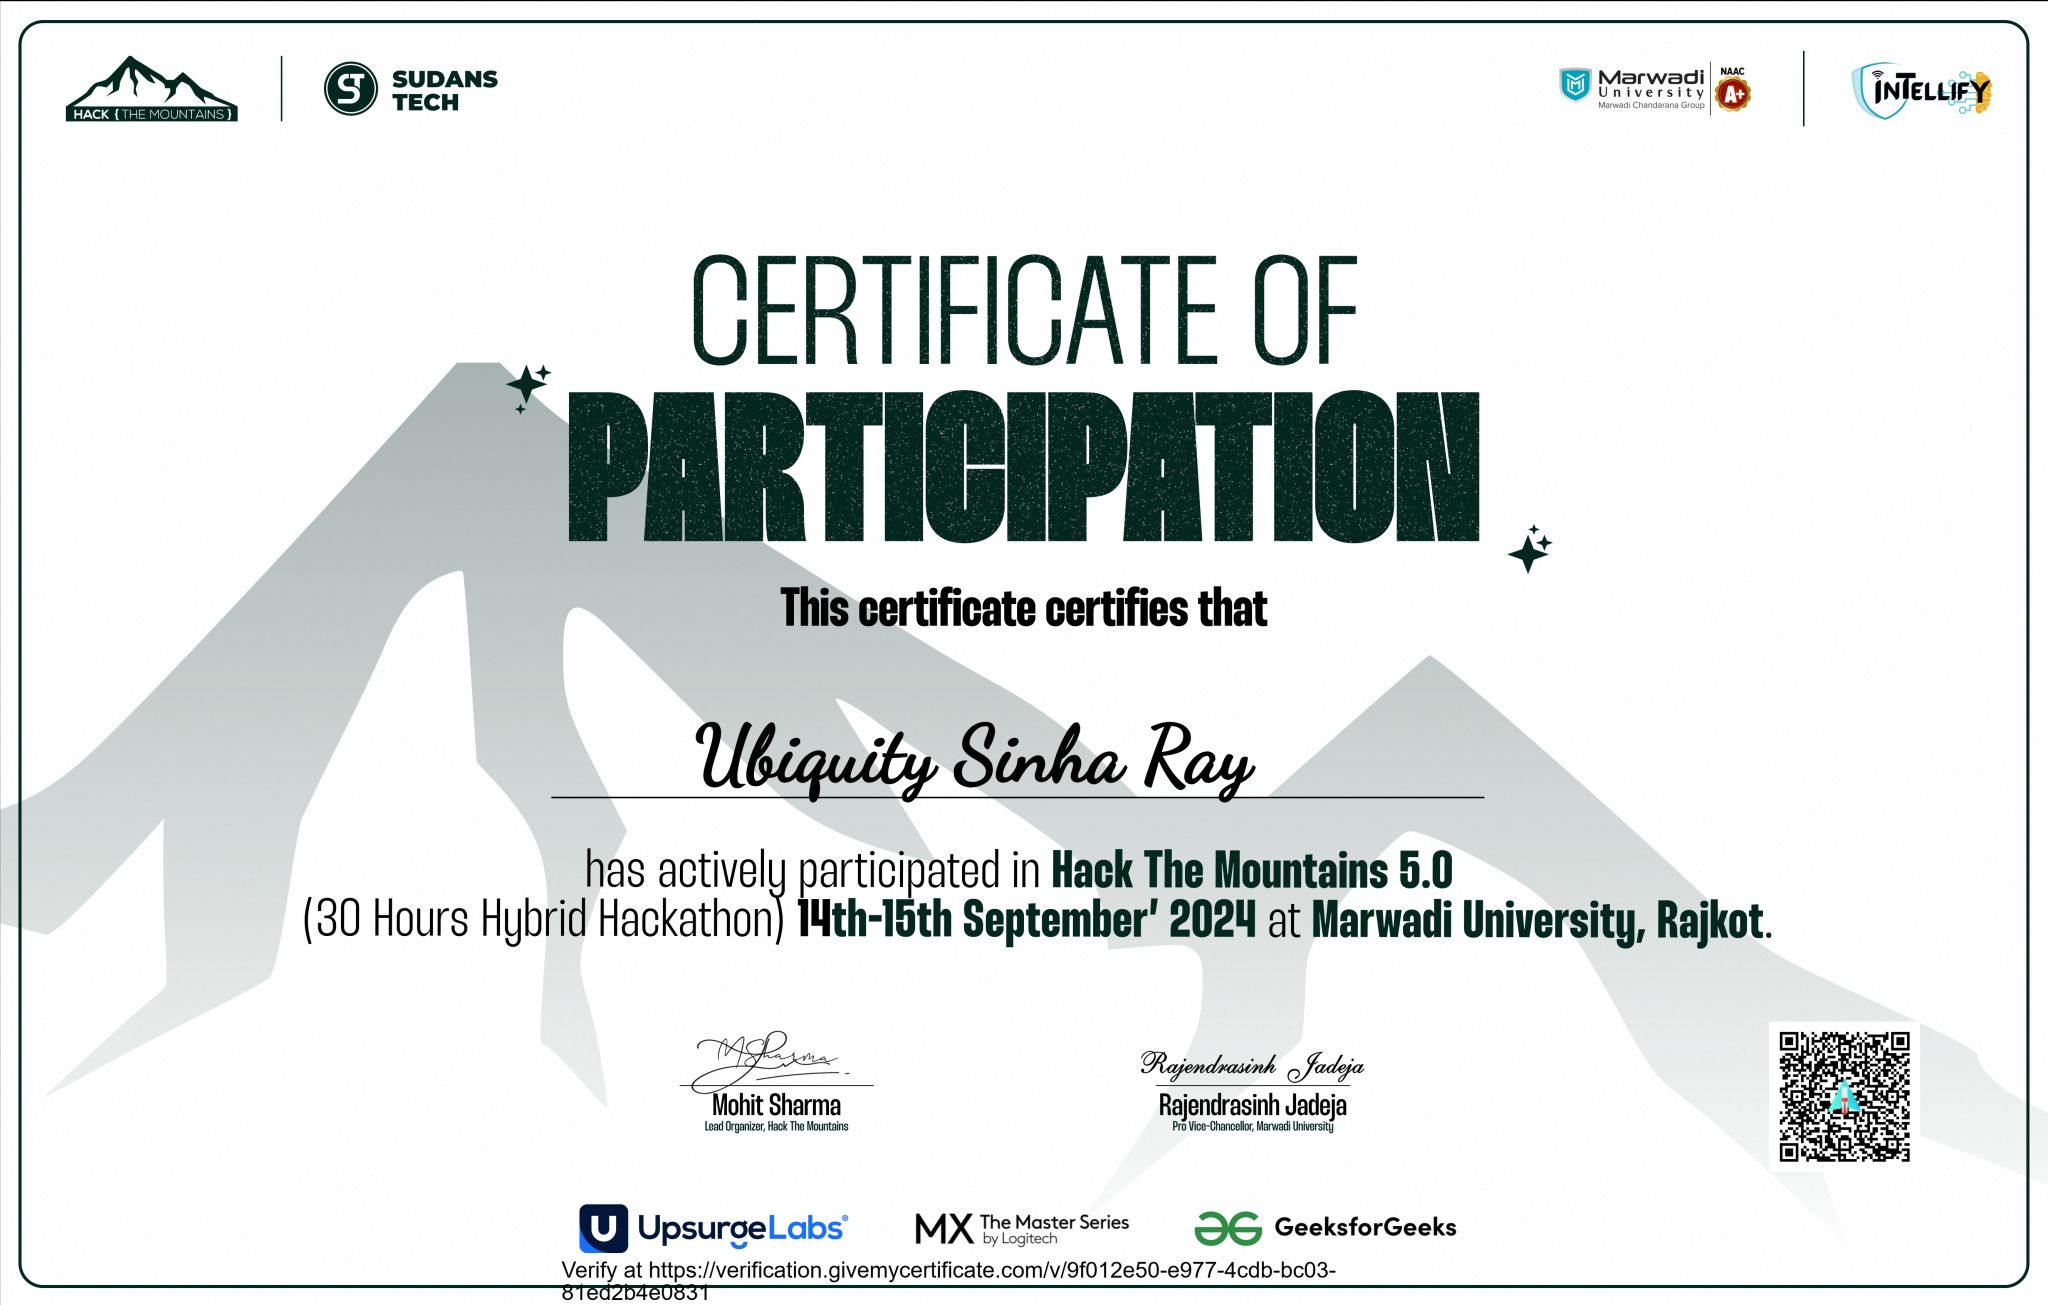 HACK {THE MOUNTAINS}
ST SUDANS TECH
Marwadi University
Marwadi Chandarana Group
NAAC A+
iNTELLiFY
CERTIFICATE OF
PARTICIPATION
This certificate certifies that
Ubiquity Sinha Ray
has actively participated in Hack The Mountains 5.0
(30 Hours Hybrid Hackathon) 14th-15th September’ 2024 at Marwadi University, Rajkot.
MSharma
Mohit Sharma
Lead Organizer, Hack The Mountains
Rajendrasinh Jadeja
Rajendrasinh Jadeja
Pro Vice-Chancellor, Marwadi University
U UpsurgeLabs®
MX The Master Series
by Logitech
GeeksforGeeks
Verify at https://verification.givemycertificate.com/v/9f012e50-e977-4cdb-bc03-
81ed2b4e0831